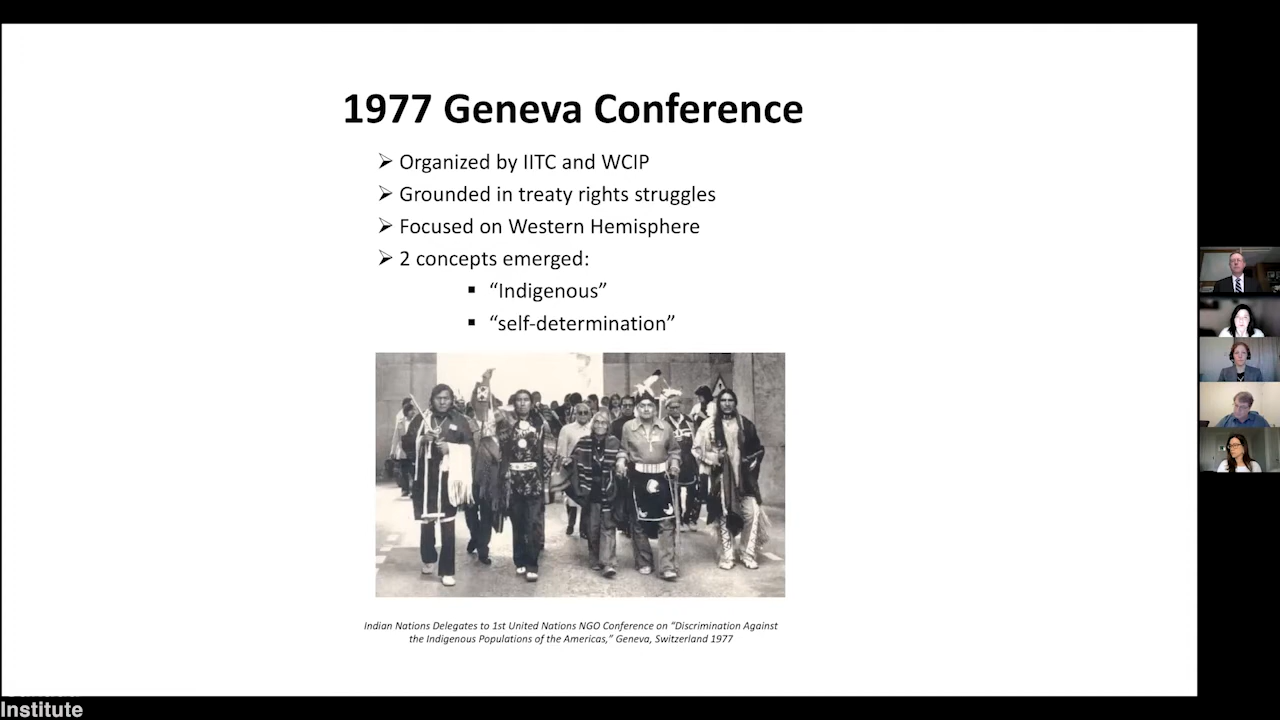 1977 Geneva Conference
➢ Organized by IITC and WCIP
➢ Grounded in treaty rights struggles
➢ Focused on Western Hemisphere
➢ 2 concepts emerged:
▪ “Indigenous”
▪ “self-determination”
Indian Nations Delegates to 1st United Nations NGO Conference on “Discrimination Against
the Indigenous Populations of the Americas,” Geneva, Switzerland 1977
Institute